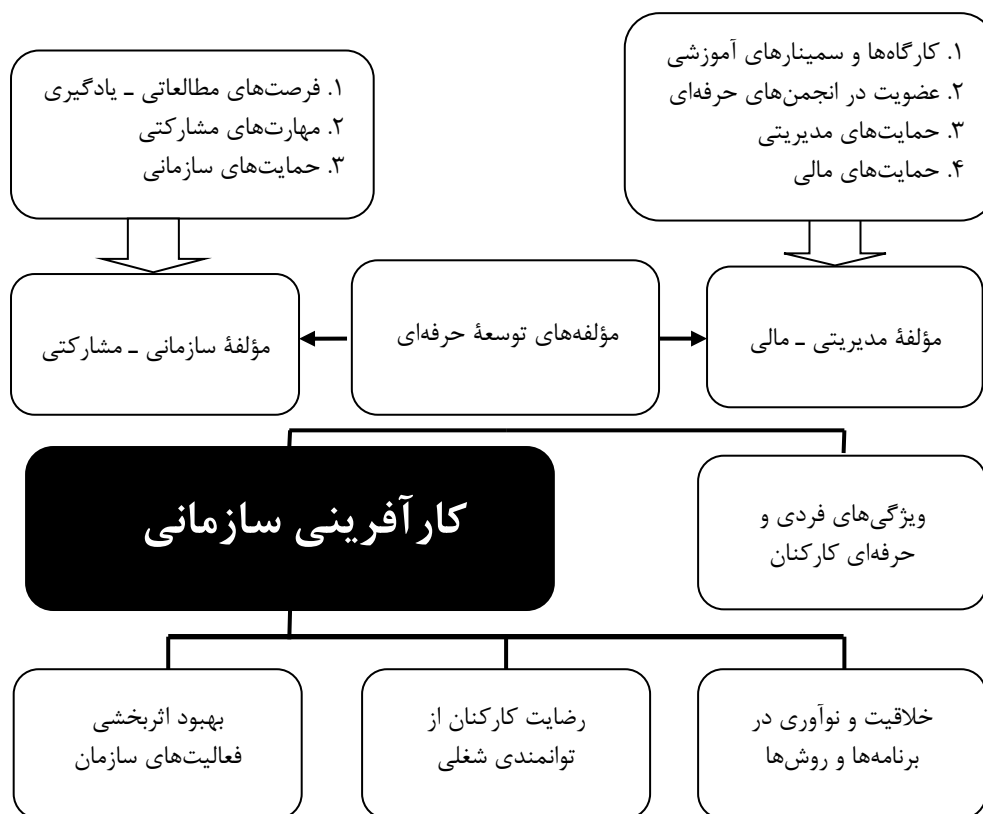 ۱. کارگاه‌ها و سمینارهای آموزشی
۲. عضویت در انجمن‌های حرفه‌ای
۳. حمایت‌های مدیریتی
۴. حمایت‌های مالی
۱. فرصت‌های مطالعاتی ـ یادگیری
۲. مهارت‌های مشارکتی
۳. حمایت‌های سازمانی
مؤلفۀ مدیریتی ـ مالی
مؤلفه‌های توسعۀ حرفه‌ای
مؤلفۀ سازمانی ـ مشارکتی
ویژگی‌های فردی و
حرفه‌ای کارکنان
کارآفرینی سازمانی
خلاقیت و نوآوری در
برنامه‌ها و روش‌ها
رضایت کارکنان از
توانمندی شغلی
بهبود اثربخشی
فعالیت‌های سازمان